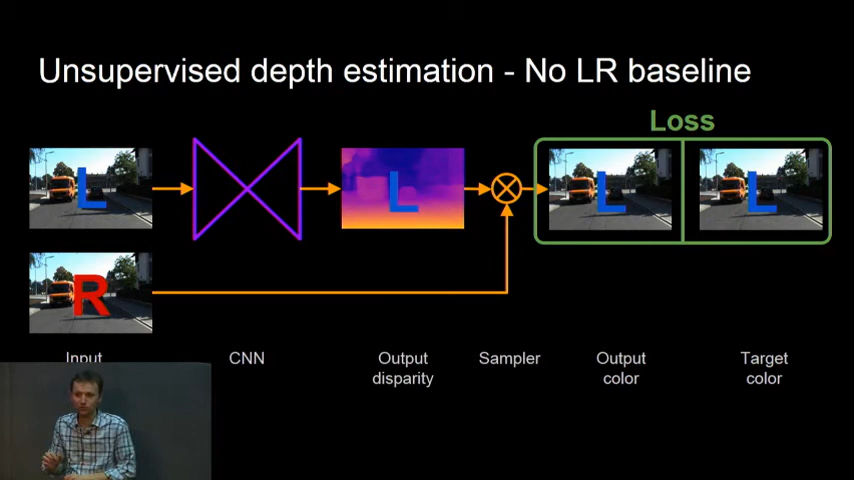 Unsupervised depth estimation - No LR baseline
Loss
L
L
L
L
R
Input
CNN
Output
disparity
Sampler
Output
color
Target
color